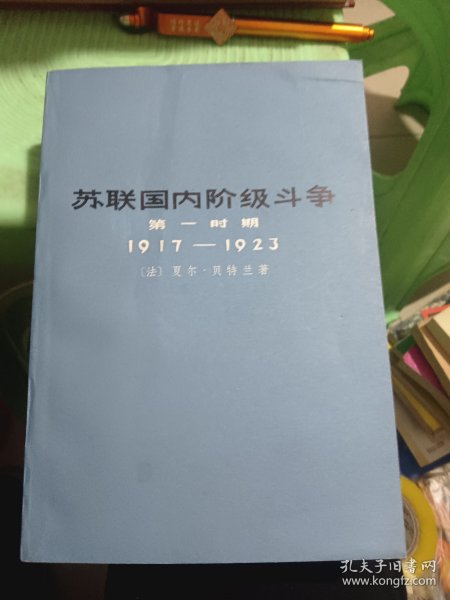 苏联国内阶级斗争
第一时期
1917—1923
〔法〕夏尔·贝特兰著
孔夫子旧书网
www.kongfz.com